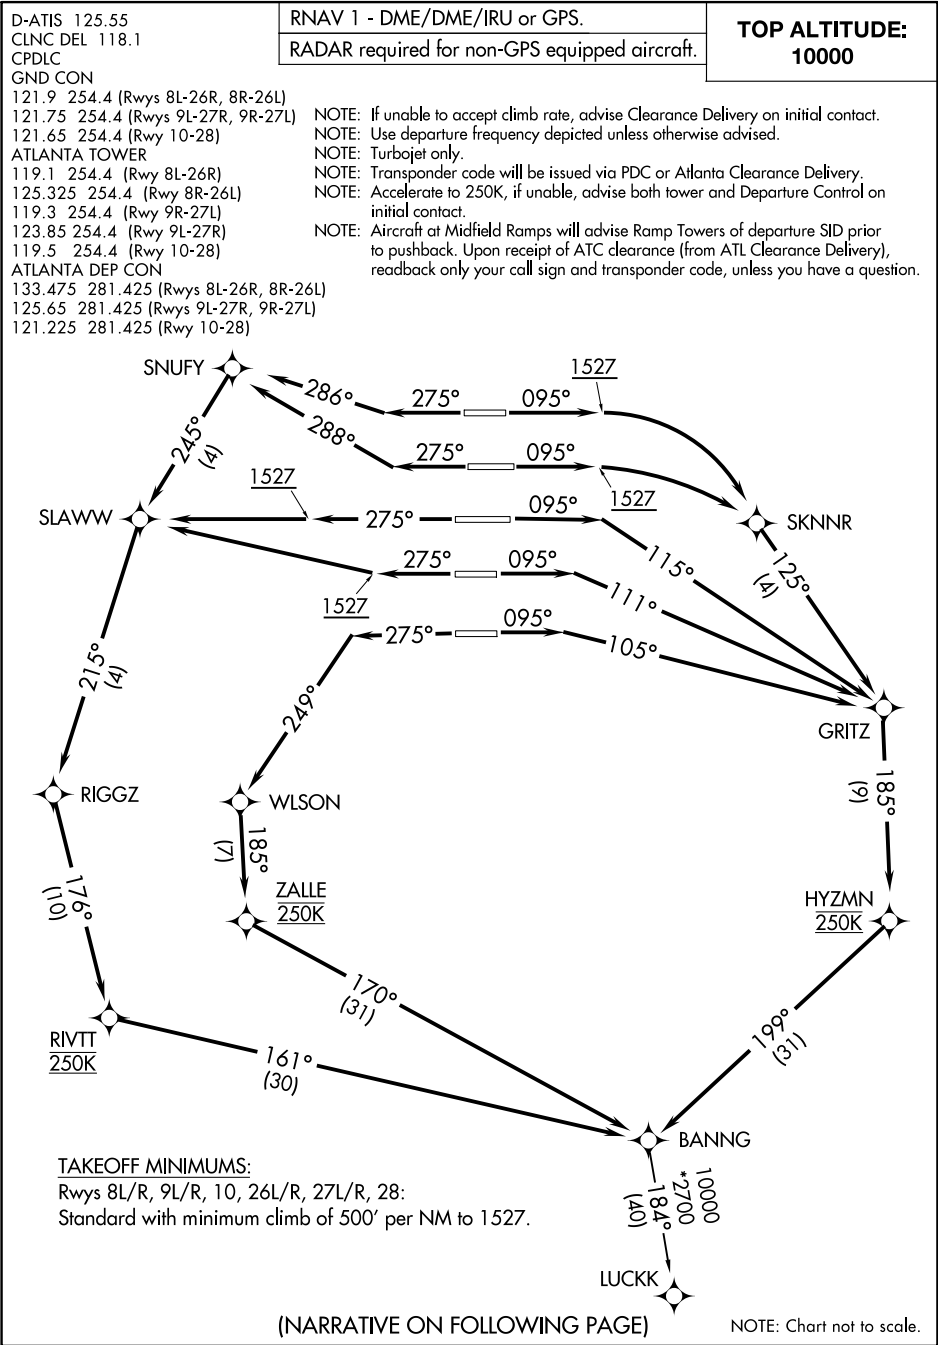 D-ATIS 125.55
CLNC DEL 118.1
CPDLC
GND CON
121.9 254.4 (Rwys 8L-26R, 8R-26L)
121.75 254.4 (Rwys 9L-27R, 9R-27L)
121.65 254.4 (Rwy 10-28)
ATLANTA TOWER
119.1 254.4 (Rwy 8L-26R)
125.325 254.4 (Rwy 8R-26L)
119.3 254.4 (Rwy 9R-27L)
123.85 254.4 (Rwy 9L-27R)
119.5 254.4 (Rwy 10-28)
ATLANTA DEP CON
133.475 281.425 (Rwys 8L-26R, 8R-26L)
125.65 281.425 (Rwys 9L-27R, 9R-27L)
121.225 281.425 (Rwy 10-28)
RNAV 1 - DME/DME/IRU or GPS.
RADAR required for non-GPS equipped aircraft.
TOP ALTITUDE:
10000
NOTE: If unable to accept climb rate, advise Clearance Delivery on initial contact.
NOTE: Use departure frequency depicted unless otherwise advised.
NOTE: Turbojet only.
NOTE: Transponder code will be issued via PDC or Atlanta Clearance Delivery.
NOTE: Accelerate to 250K, if unable, advise both tower and Departure Control on
initial contact.
NOTE: Aircraft at Midfield Ramps will advise Ramp Towers of departure SID prior
to pushback. Upon receipt of ATC clearance (from ATL Clearance Delivery),
readback only your call sign and transponder code, unless you have a question.
SNUFY
286°
275°
095°
1527
288°
275°
095°
1527
245°
(4)
1527
SLAWW
275°
095°
SKNNR
115°
125°
(4)
275°
095°
1527
111°
275°
095°
105°
215°
(4)
249°
GRITZ
RIGGZ
WLSON
185°
(9)
185°
(7)
176°
(10)
ZALLE
250K
HYZMN
250K
170°
(31)
199°
(31)
RIVTT
250K
161°
(30)
BANNG
TAKEOFF MINIMUMS:
Rwys 8L/R, 9L/R, 10, 26L/R, 27L/R, 28:
Standard with minimum climb of 500' per NM to 1527.
10000
*2700
184°
(40)
LUCKK
(NARRATIVE ON FOLLOWING PAGE)
NOTE: Chart not to scale.